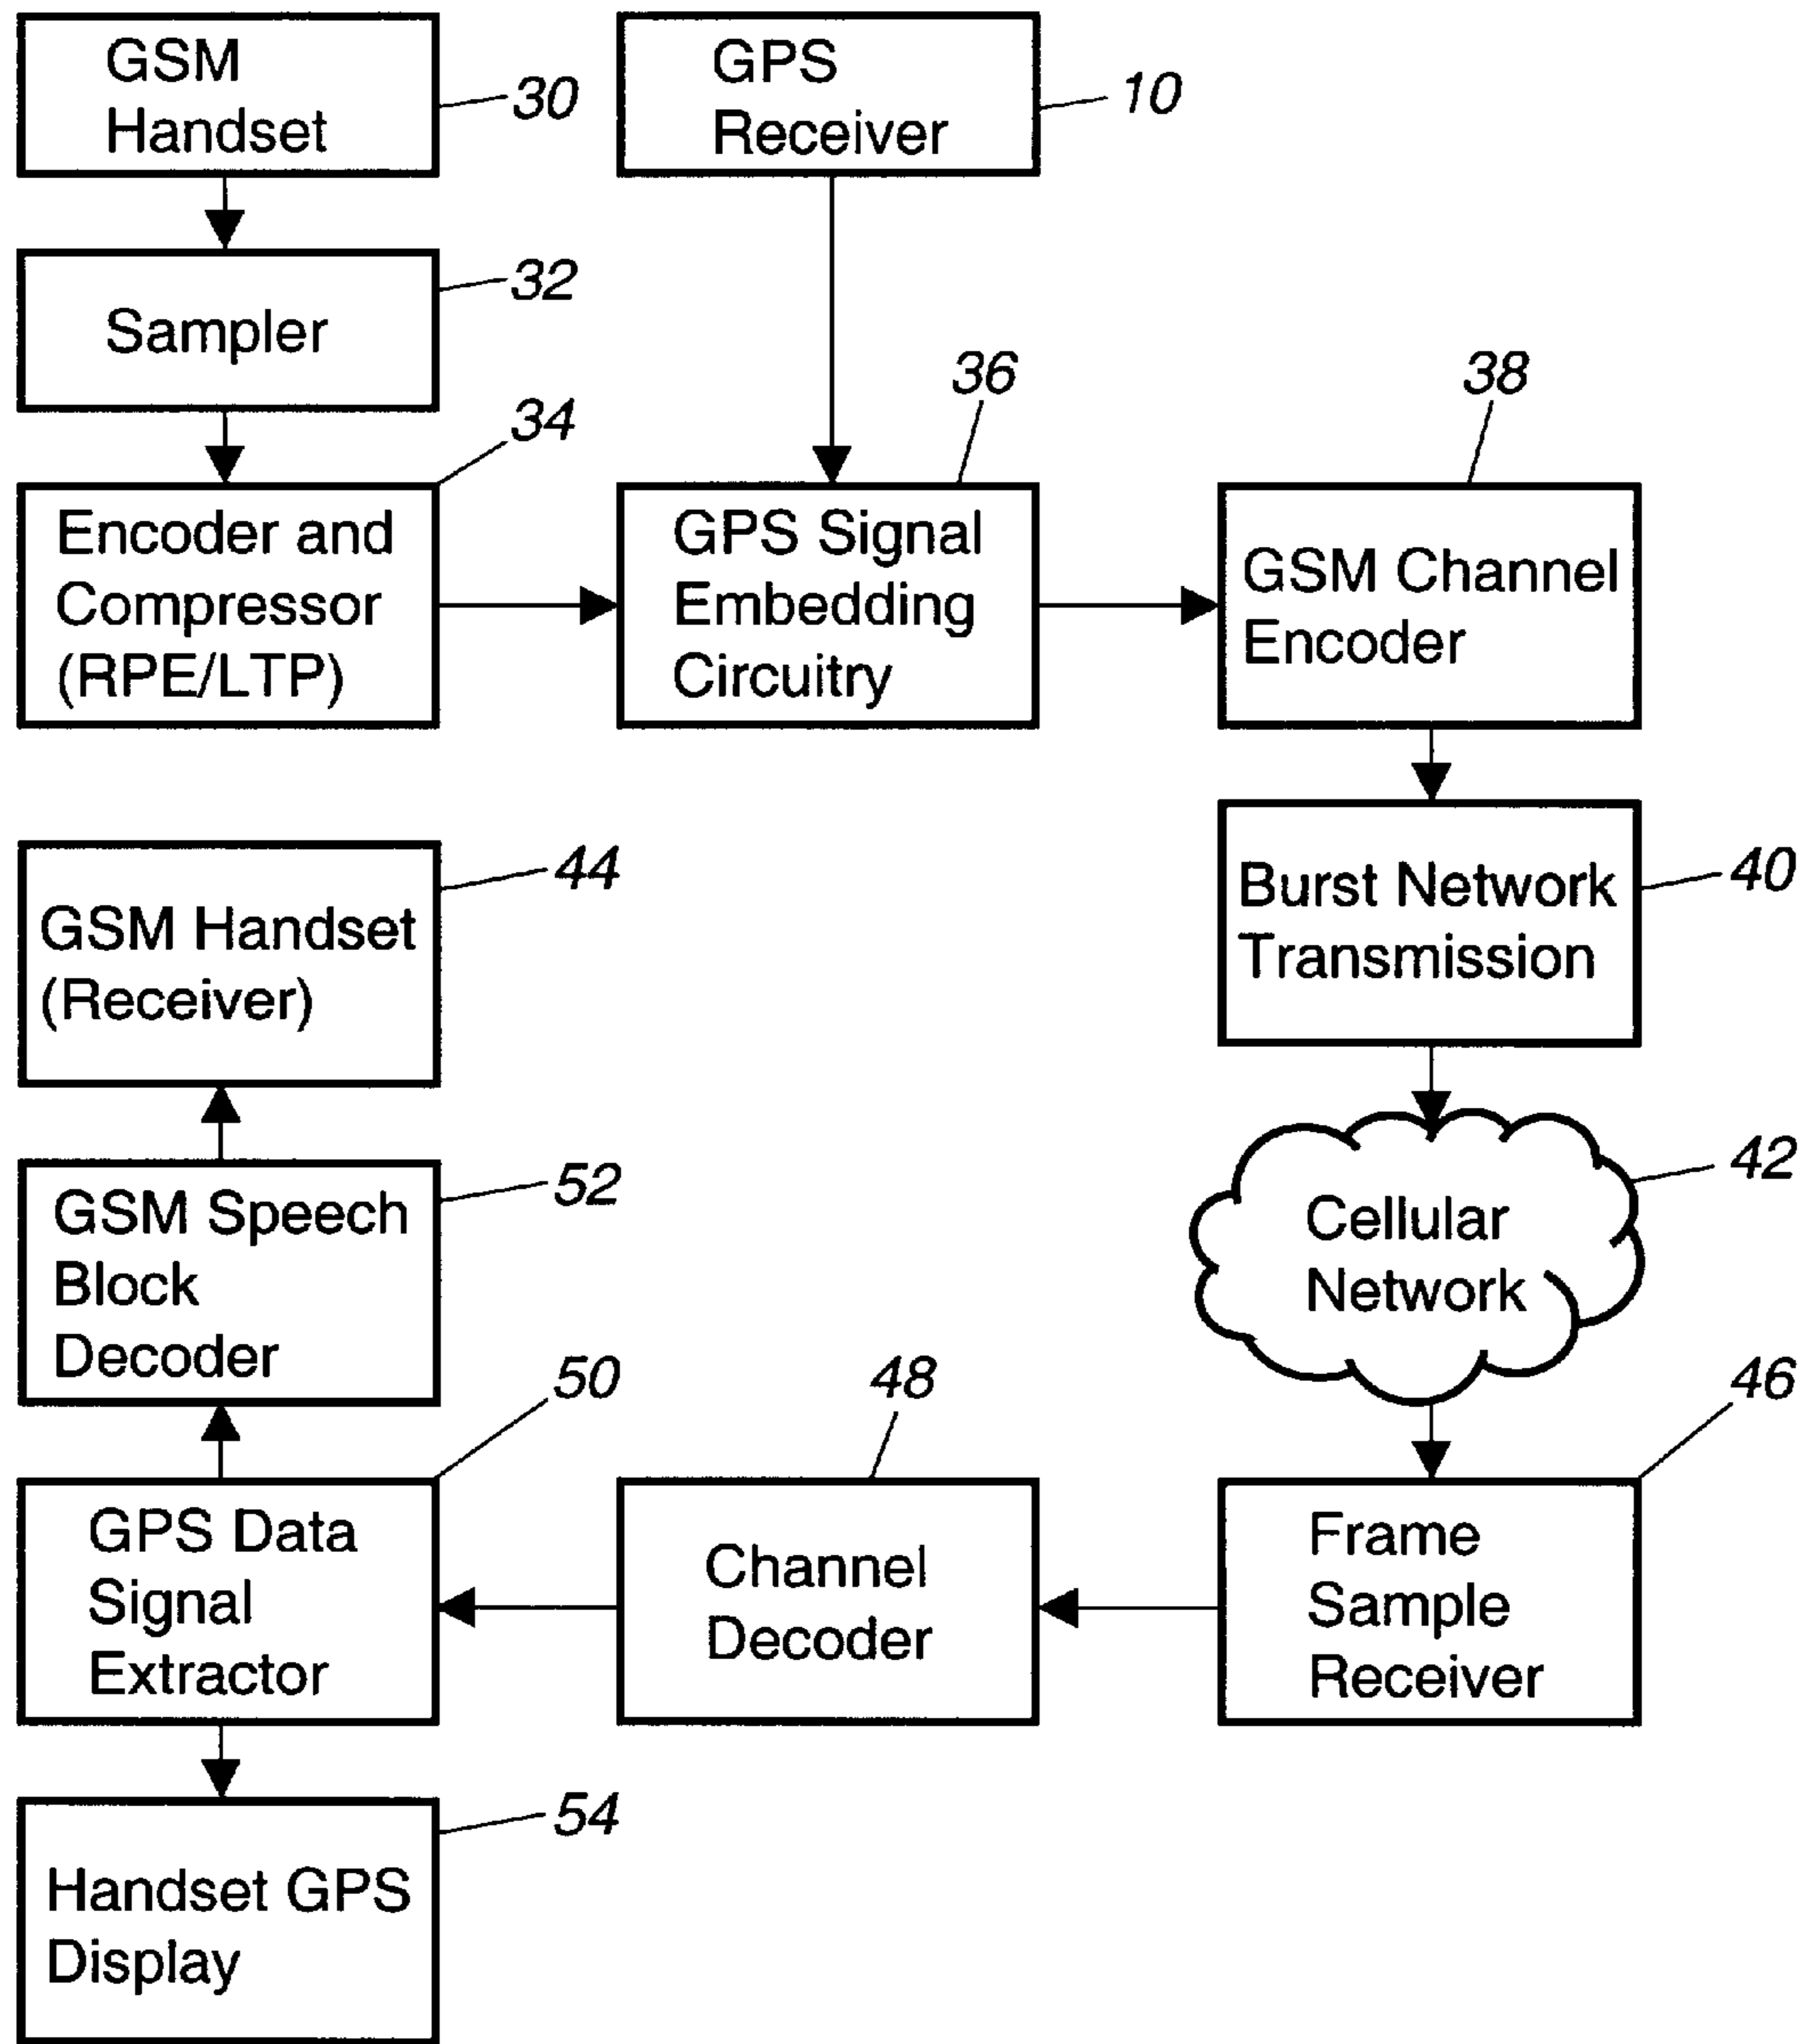 GSM
Handset
30
GPS
Receiver
10
Sampler
32
Encoder and
Compressor
(RPE/LTP)
34
GPS Signal
Embedding
Circuitry
36
GSM Channel
Encoder
38
Burst Network
Transmission
40
Cellular
Network
42
Frame
Sample
Receiver
46
Channel
Decoder
48
GPS Data
Signal
Extractor
50
GSM Speech
Block
Decoder
52
GSM Handset
(Receiver)
44
Handset GPS
Display
54